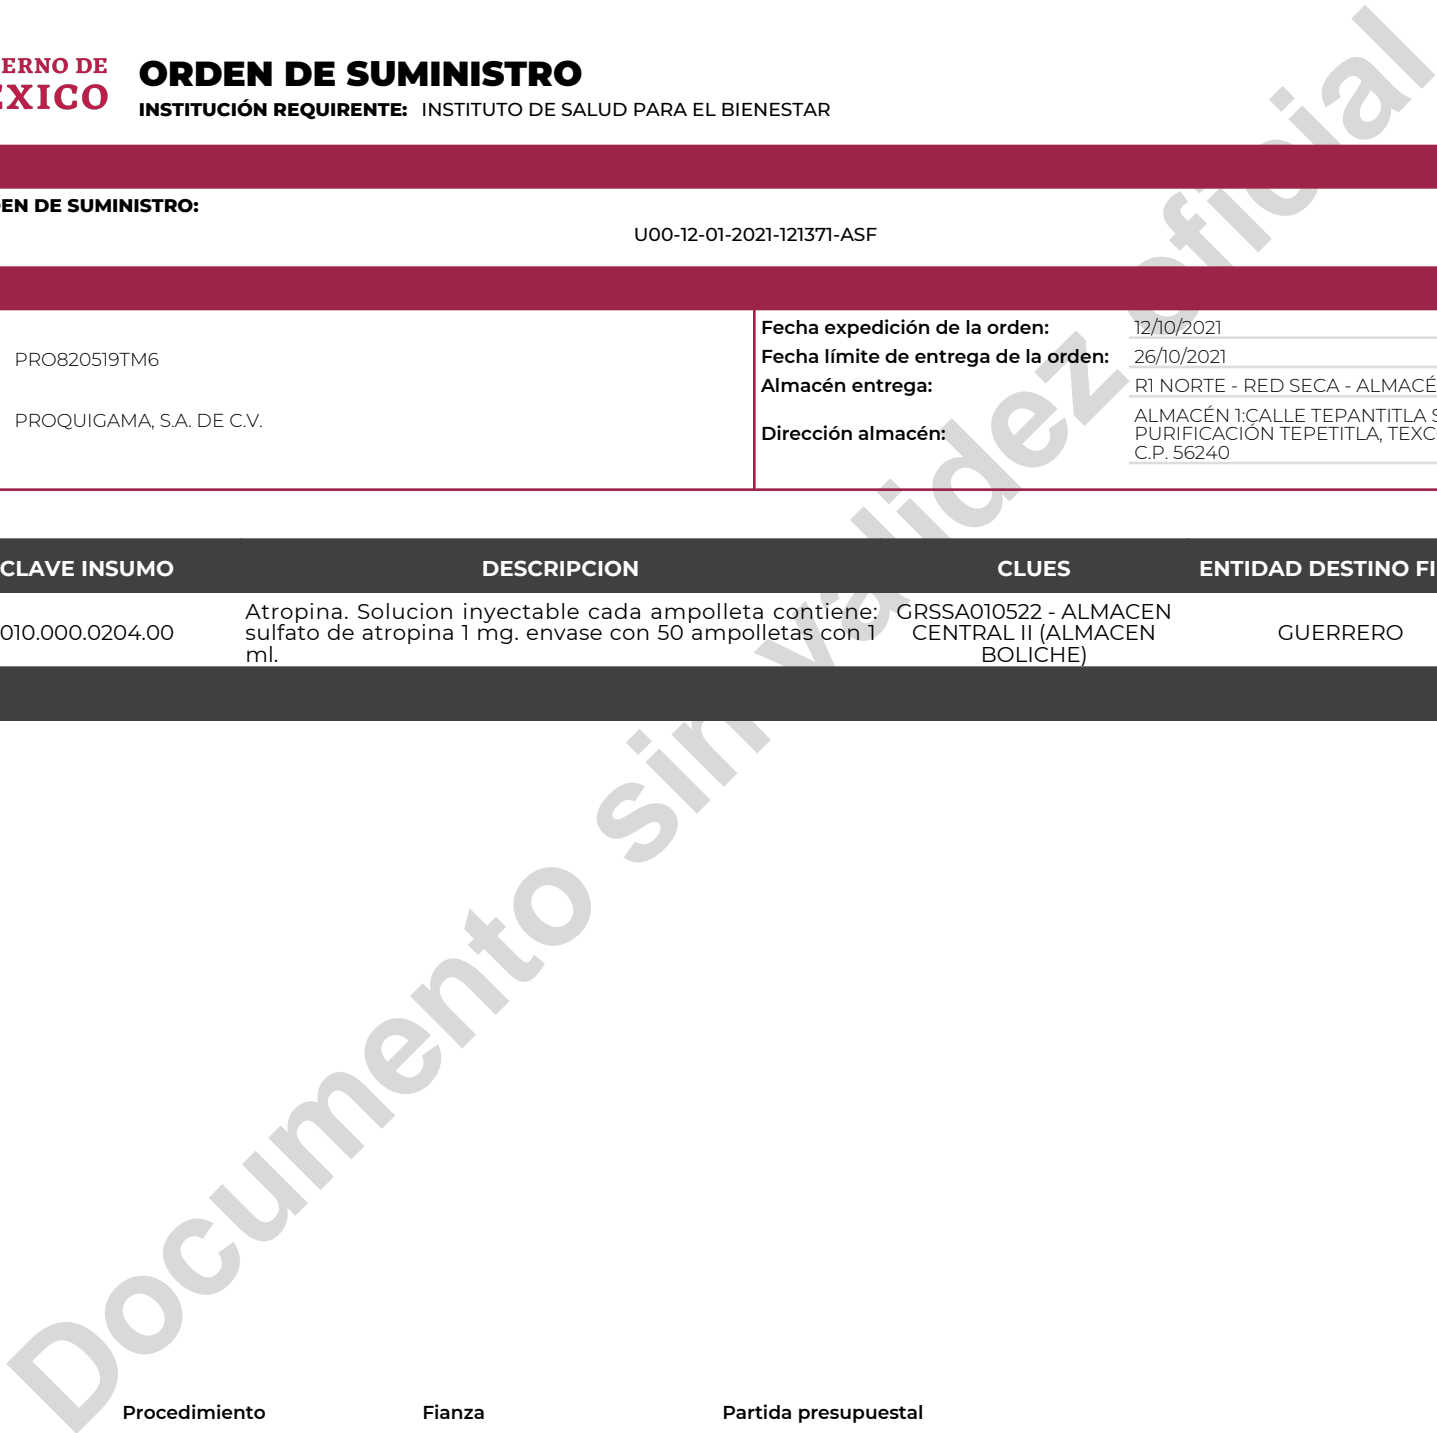 ERNO DE
ÉXICO
ORDEN DE SUMINISTRO
INSTITUCIÓN REQUIRENTE: INSTITUTO DE SALUD PARA EL BIENESTAR
EN DE SUMINISTRO:
U00-12-01-2021-121371-ASF
PRO820519TM6
PROQUIGAMA, S.A. DE C.V.
Fecha expedición de la orden: 12/10/2021
Fecha límite de entrega de la orden: 26/10/2021
Almacén entrega: R1 NORTE - RED SECA - ALMACÉ
Dirección almacén: ALMACÉN 1:CALLE TEPANTITLA S
PURIFICACIÓN TEPETITLA, TEXC
C.P. 56240
CLAVE INSUMO DESCRIPCION CLUES ENTIDAD DESTINO FI
010.000.0204.00
Atropina. Solucion inyectable cada ampolleta contiene:
sulfato de atropina 1 mg. envase con 50 ampolletas con 1
ml.
GRSSA010522 - ALMACEN
CENTRAL II (ALMACEN
BOLICHE)
GUERRERO
Documento sin validez oficial
Procedimiento Fianza Partida presupuestal